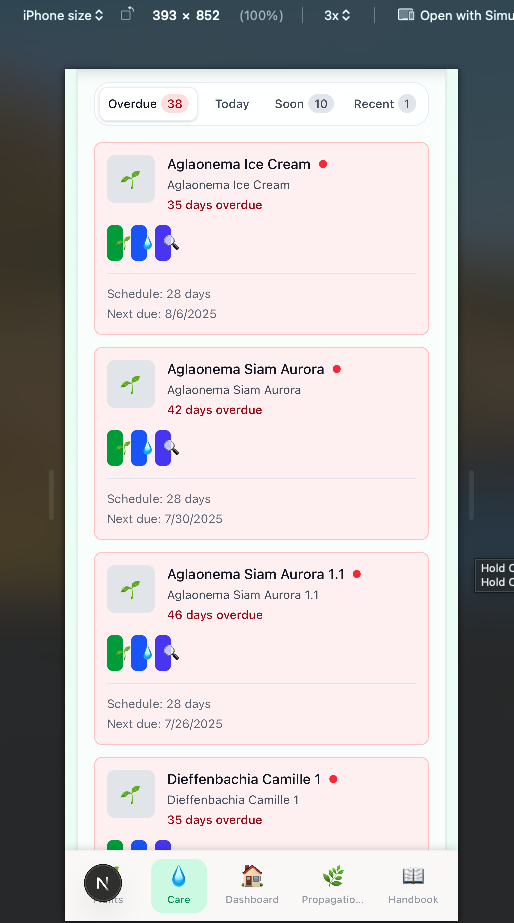 iPhone size 393 × 852 (100%) 3x Open with Simu
Overdue 38 Today Soon 10 Recent 1
Aglaonema Ice Cream
Aglaonema Ice Cream
35 days overdue
Schedule: 28 days
Next due: 8/6/2025
Aglaonema Siam Aurora
Aglaonema Siam Aurora
42 days overdue
Schedule: 28 days
Next due: 7/30/2025
Aglaonema Siam Aurora 1.1
Aglaonema Siam Aurora 1.1
46 days overdue
Schedule: 28 days
Next due: 7/26/2025
Hold
Hold
Dieffenbachia Camille 1
Dieffenbachia Camille 1
35 days overdue
N
Care Dashboard Propagatio... Handbook